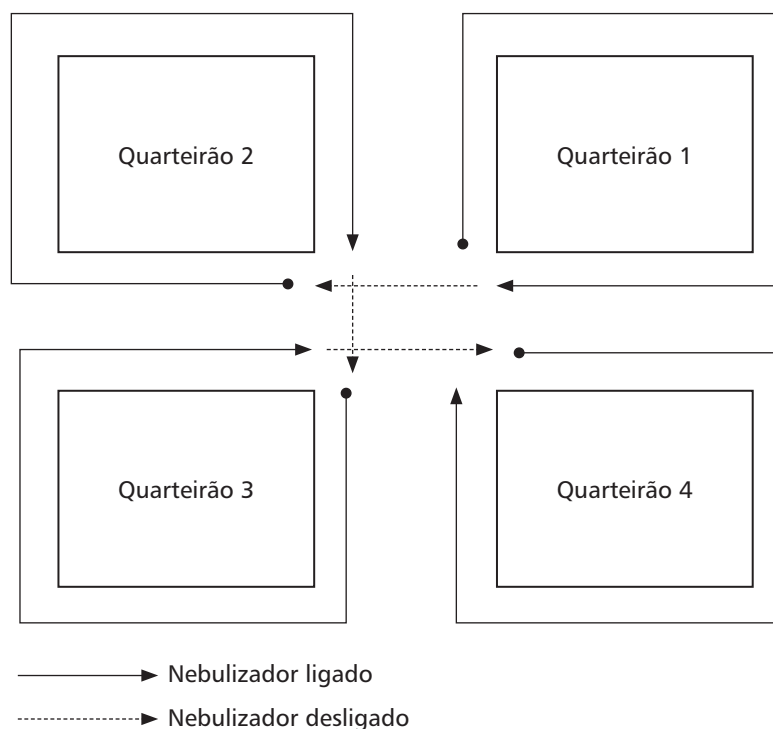 Quarteirão 2
Quarteirão 1
Quarteirão 3
Quarteirão 4
Nebulizador ligado
Nebulizador desligado